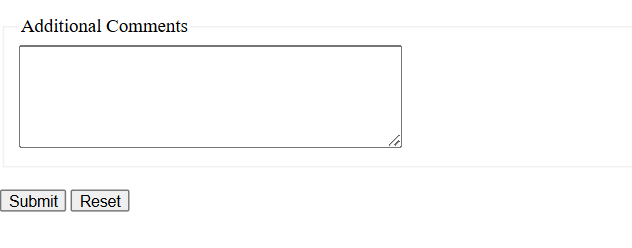 Additional Comments
Submit Reset